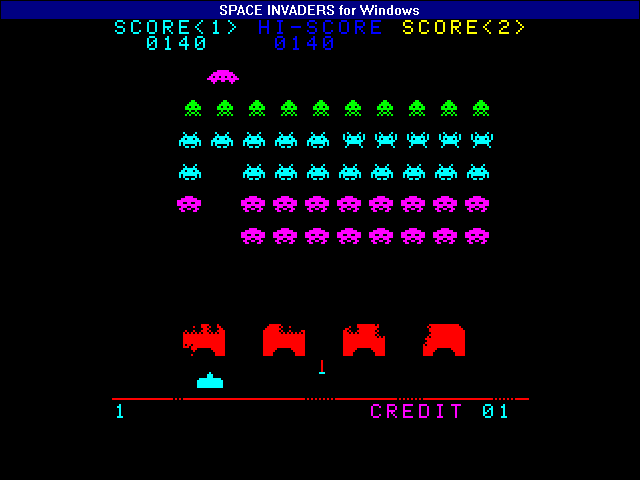 SPACE INVADERS for Windows
SCORE<1> HI-SCORE SCORE<2>
0140 0140
1 CREDIT 01